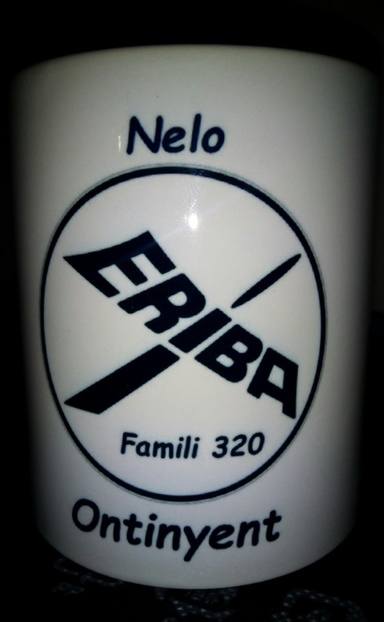 Nelo
ERIBA
Famili 320
Ontinyent